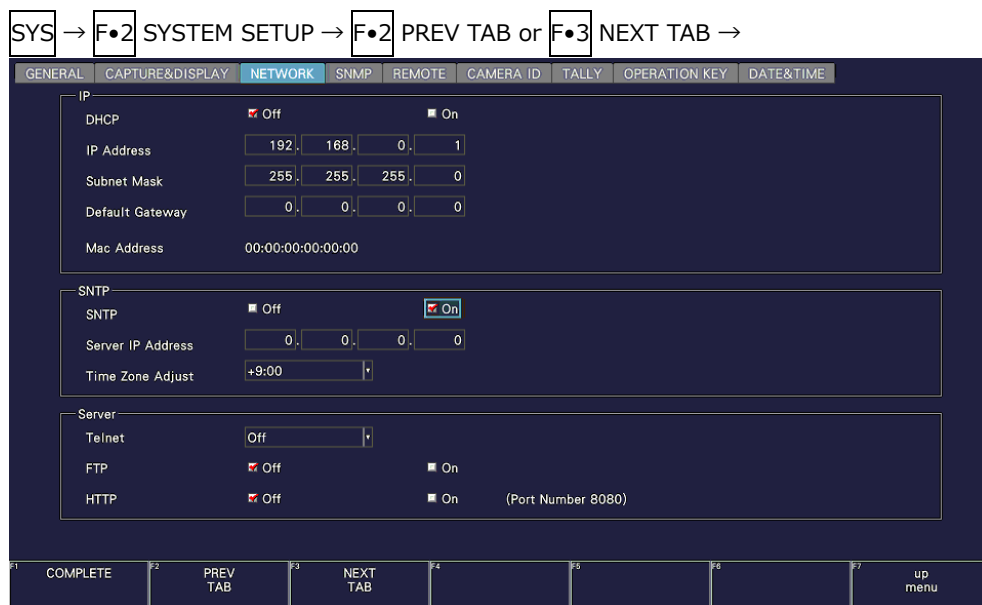 SYS → F•2 SYSTEM SETUP → F•2 PREV TAB or F•3 NEXT TAB →
GENERAL CAPTURE&DISPLAY NETWORK SNMP REMOTE CAMERA ID TALLY OPERATION KEY DATE&TIME
IP
DHCP Off On
IP Address 192. 168. 0. 1
Subnet Mask 255. 255. 255. 0
Default Gateway 0. 0. 0. 0
Mac Address 00:00:00:00:00:00
SNTP
SNTP Off On
Server IP Address 0. 0. 0. 0
Time Zone Adjust +9:00
Server
Telnet Off
FTP Off On
HTTP Off On (Port Number 8080)
F1 COMPLETE F2 PREV TAB F3 NEXT TAB F4 F5 F6 F7 up menu